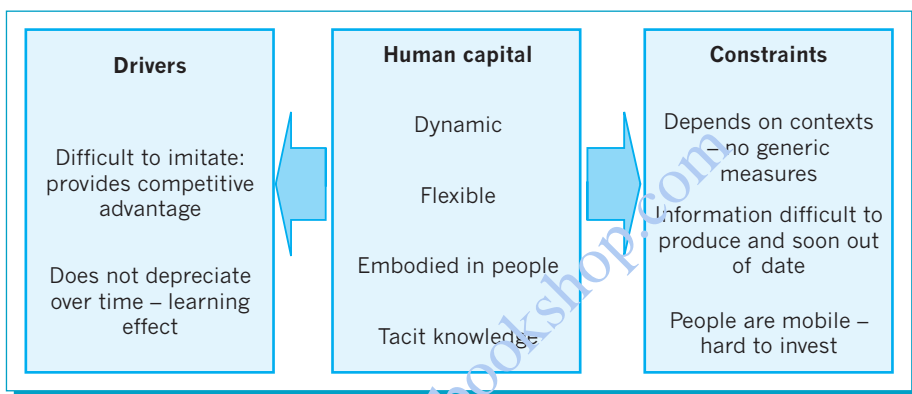 Drivers
Difficult to imitate:
provides competitive
advantage
Does not depreciate
over time – learning
effect
Human capital
Dynamic
Flexible
Embodied in people
Tacit knowledge
Constraints
Depends on contexts
– no generic
measures
Information difficult to
produce and soon out
of date
People are mobile –
hard to invest
bookshop.com